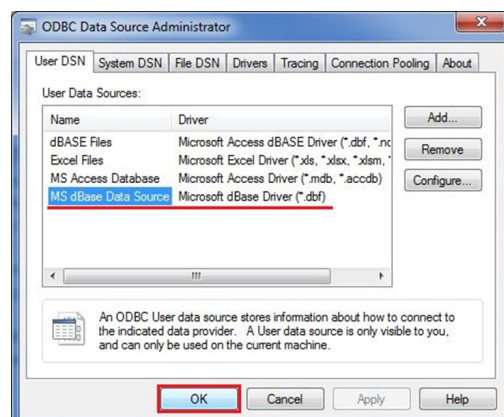 ODBC Data Source Administrator
User DSN System DSN File DSN Drivers Tracing Connection Pooling About
User Data Sources:
Name Driver
Add...
dBASE Files Microsoft Access dBASE Driver (*.dbf, *.nd
Excel Files Microsoft Excel Driver (*.xls, *.xlsx, *.xlsm, *
Remove
MS Access Database Microsoft Access Driver (*.mdb, *.accdb)
Configure...
MS dBase Data Source Microsoft dBase Driver (*.dbf)
An ODBC User data source stores information about how to connect to
the indicated data provider. A User data source is only visible to you,
and can only be used on the current machine.
OK Cancel Apply Help